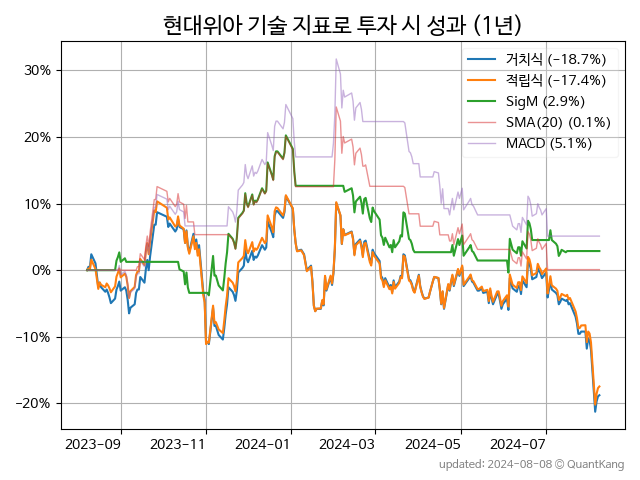 현대위아 기술 지표로 투자 시 성과 (1년)
거치식 (−18.7%)
적립식 (−17.4%)
SigM (2.9%)
SMA(20) (0.1%)
MACD (5.1%)
30%
20%
10%
0%
−10%
−20%
2023-09
2023-11
2024-01
2024-03
2024-05
2024-07
updated: 2024-08-08 © QuantKang